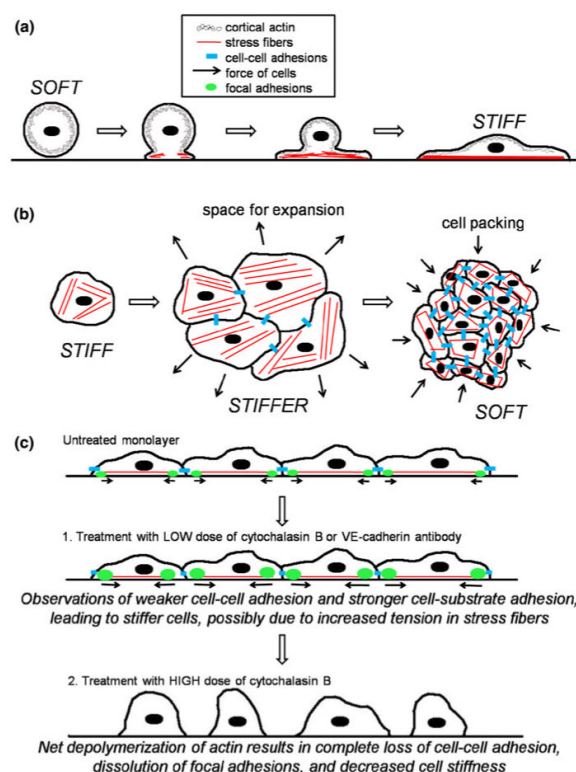 (a)
cortical actin
stress fibers
cell-cell adhesions
force of cells
focal adhesions
SOFT
STIFF
(b)
space for expansion
cell packing
STIFF
STIFFER
SOFT
(c)
Untreated monolayer
1. Treatment with LOW dose of cytochalasin B or VE-cadherin antibody
Observations of weaker cell-cell adhesion and stronger cell-substrate adhesion,
leading to stiffer cells, possibly due to increased tension in stress fibers
2. Treatment with HIGH dose of cytochalasin B
Net depolymerization of actin results in complete loss of cell-cell adhesion,
dissolution of focal adhesions, and decreased cell stiffness